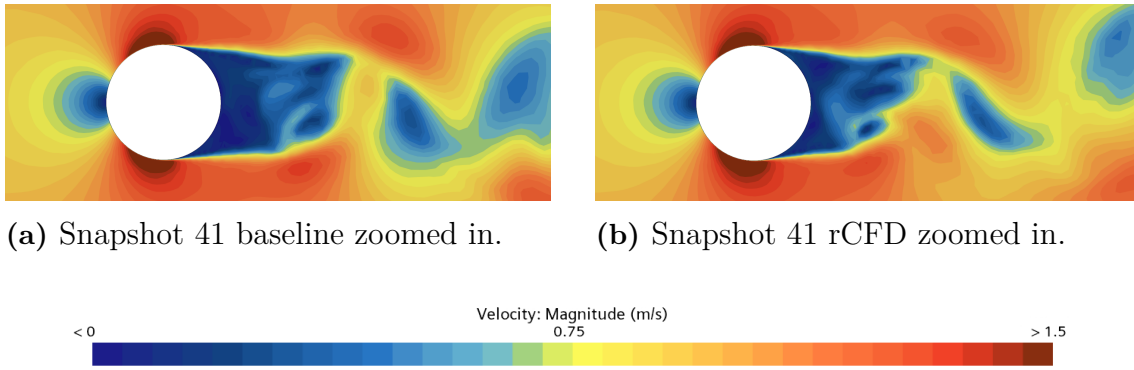 (a) Snapshot 41 baseline zoomed in.
(b) Snapshot 41 rCFD zoomed in.
Velocity: Magnitude (m/s)
< 0 0.75 > 1.5